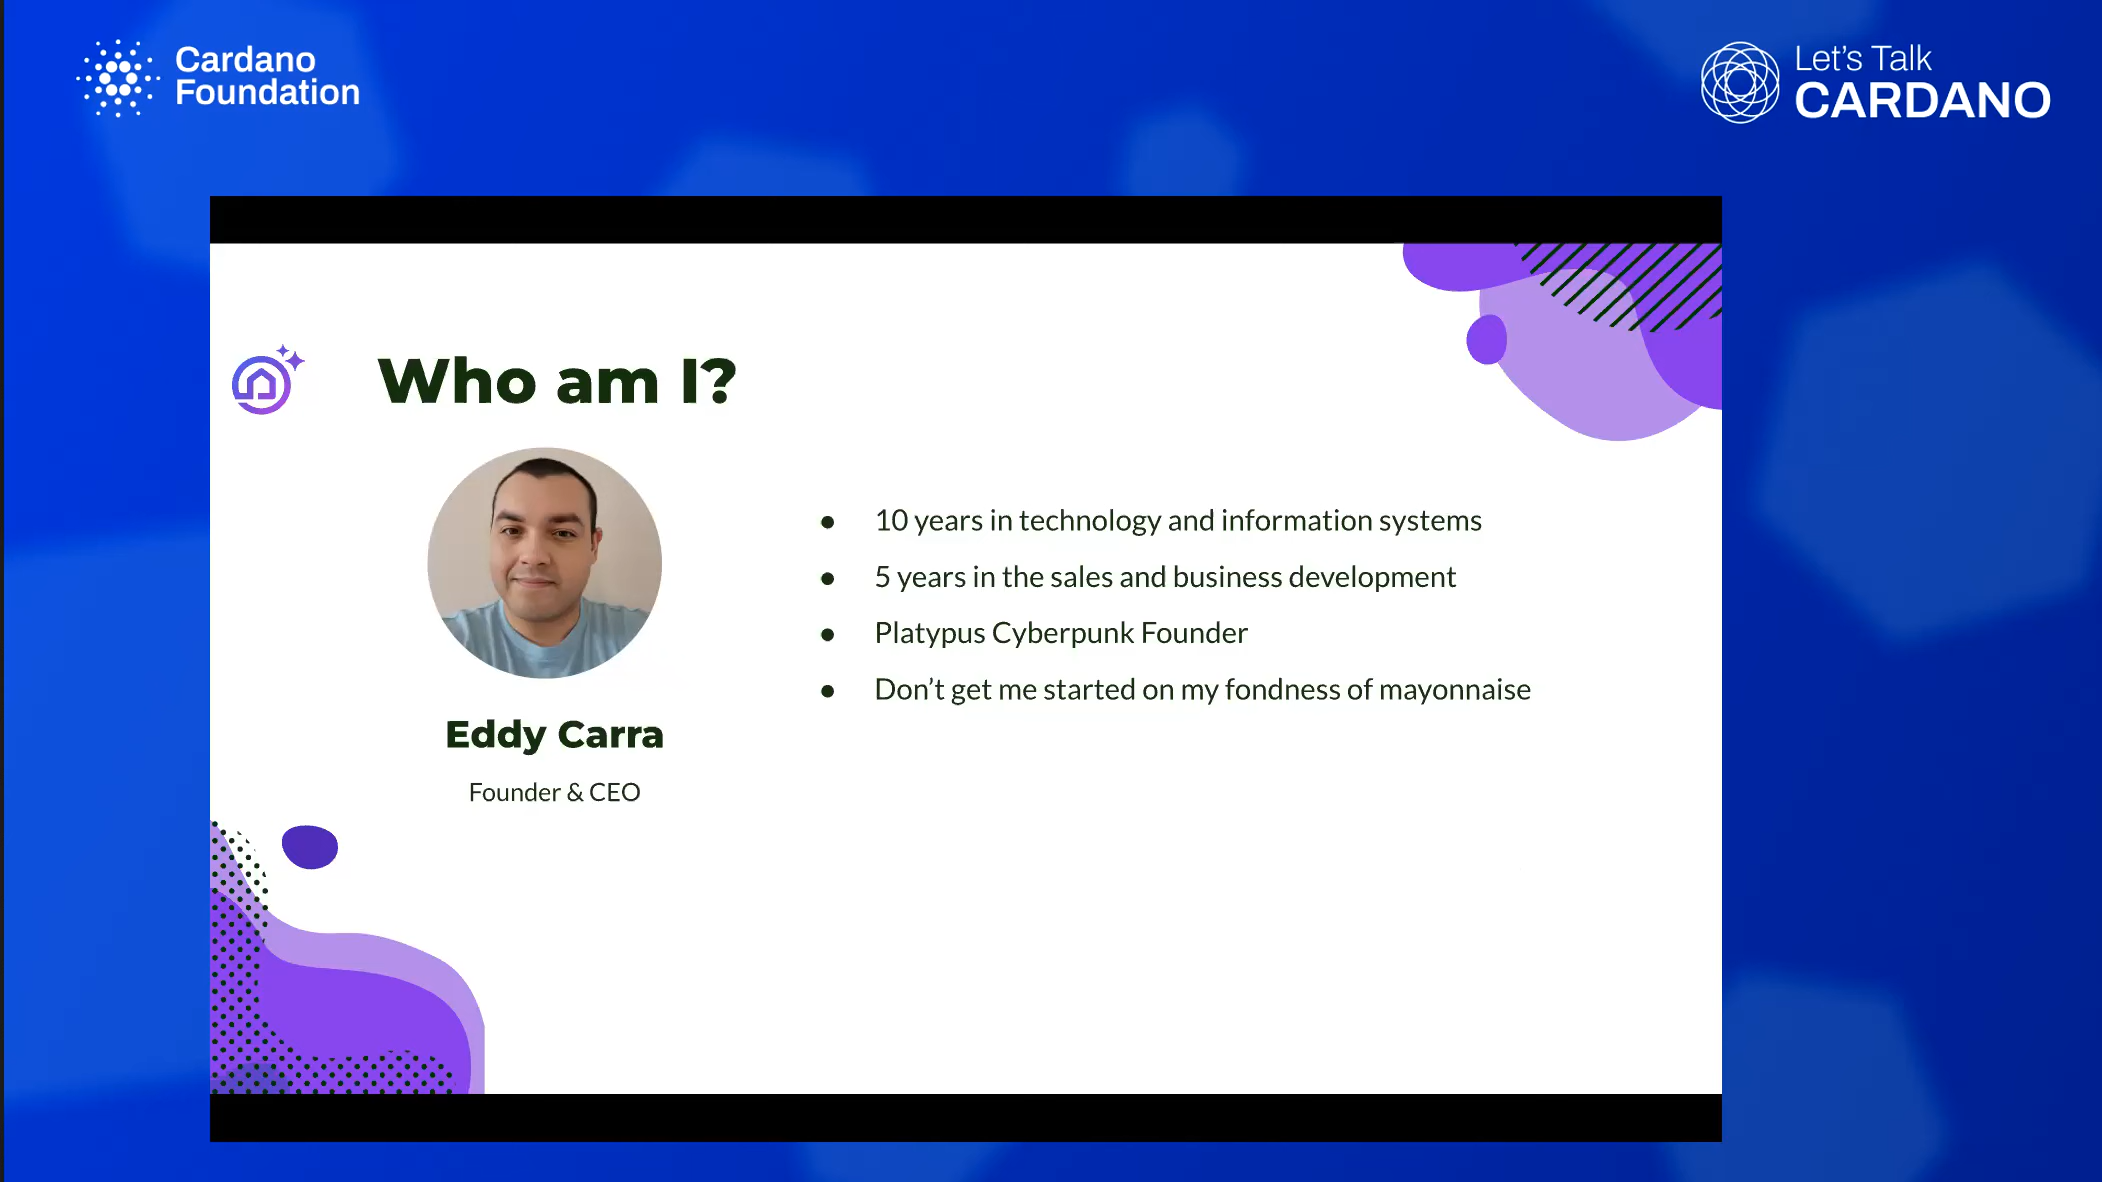 Cardano
Foundation
Let's Talk
CARDANO
Who am I?
Eddy Carra
Founder & CEO
● 10 years in technology and information systems
● 5 years in the sales and business development
● Platypus Cyberpunk Founder
● Don’t get me started on my fondness of mayonnaise